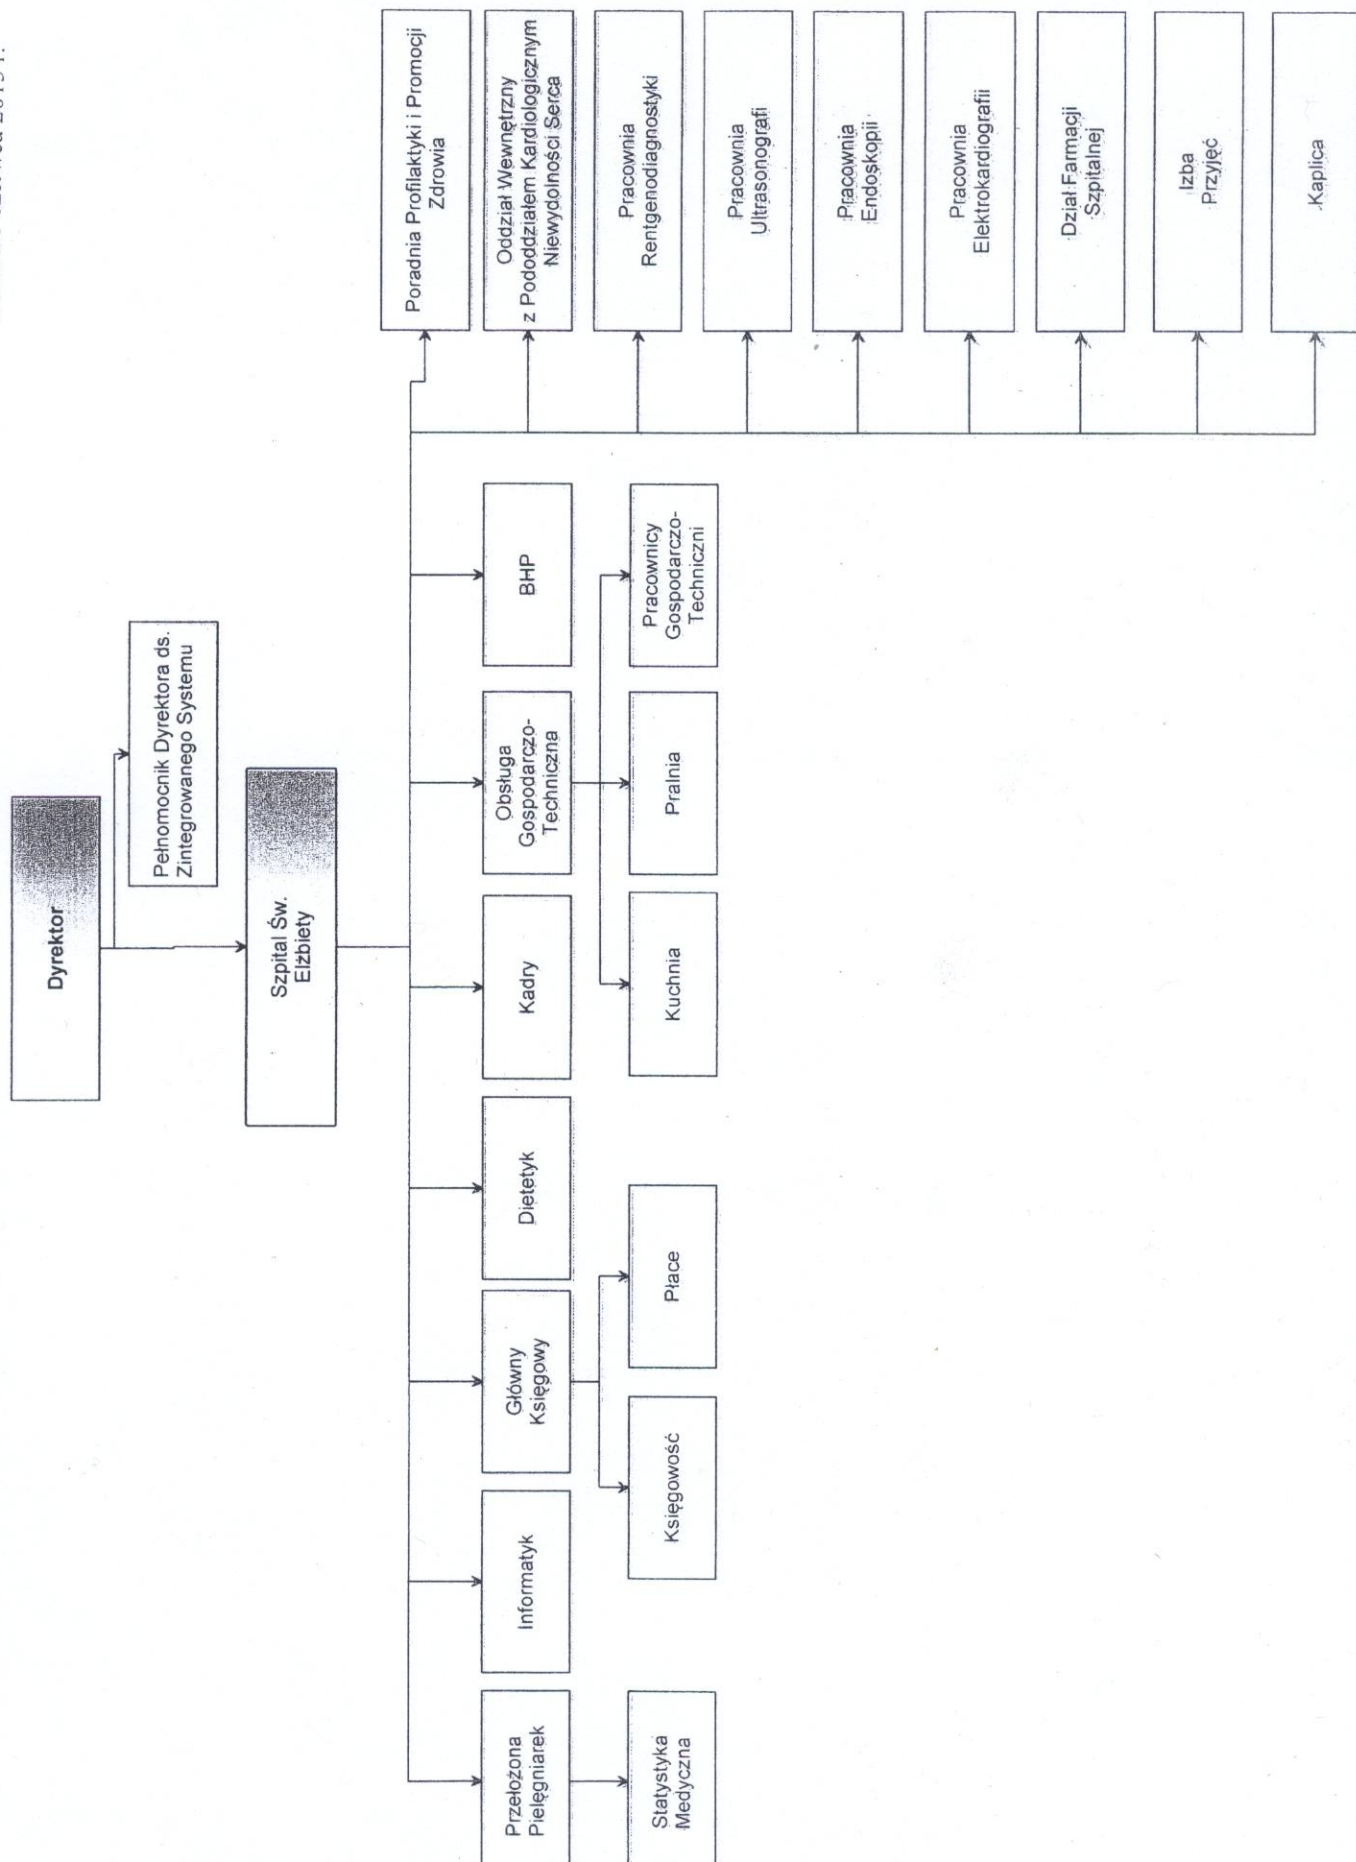 Dyrektor
Pełnomocnik Dyrektora ds.
Zintegrowanego Systemu
Szpital Św.
Elżbiety
Przełożona
Pielęgniarek
Informatyk
Główny
Księgowy
Dietetyk
Kadry
Obsługa
Gospodarczo-
Techniczna
BHP
Statystyka
Medyczna
Księgowość
Płace
Kuchnia
Pralnia
Pracownicy
Gospodarczo-
Techniczni
Poradnia Profilaktyki i Promocji
Zdrowia
Oddział Wewnętrzny
z Pododdziałem Kardiologicznym
Niewydolności Serca
Pracownia
Rentgenodiagnostyki
Pracownia
Ultrasonografi
Pracownia
Endoskopii
Pracownia
Elektrokardiografii
Dział Farmacji
Szpitalnej
Izba
Przyjęć
Kaplica